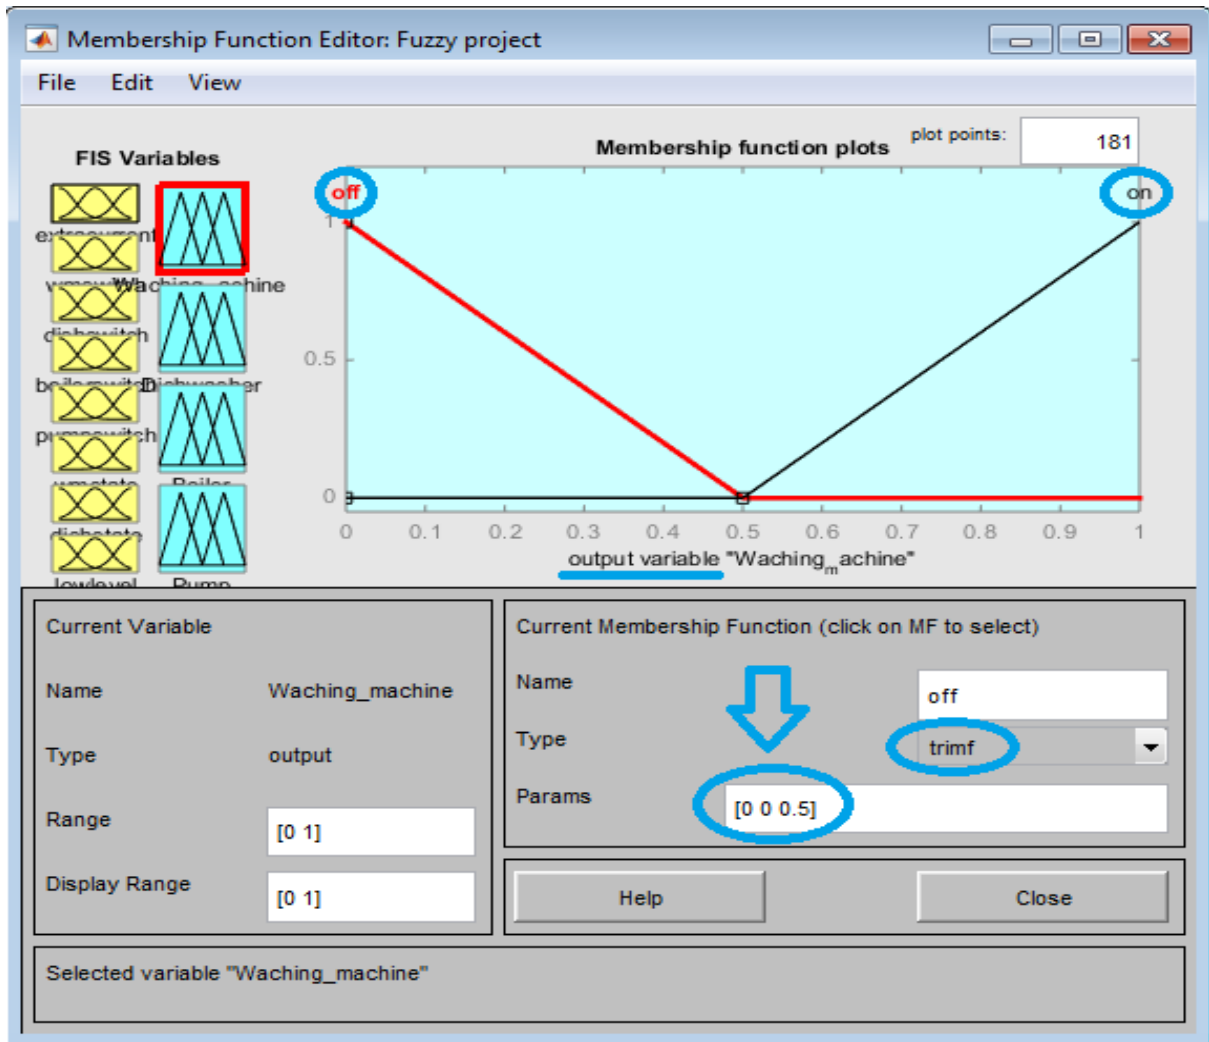 Membership Function Editor: Fuzzy project
File Edit View
FIS Variables
Membership function plots
plot points:
181
off
on
1
0.5
0
0 0.1 0.2 0.3 0.4 0.5 0.6 0.7 0.8 0.9 1
output variable "Waching_machine"
Boiler
lowlevel
Pump
Current Variable
Name Waching_machine
Type output
Range [0 1]
Display Range [0 1]
Current Membership Function (click on MF to select)
Name off
Type trimf
Params [0 0 0.5]
Help
Close
Selected variable "Waching_machine"